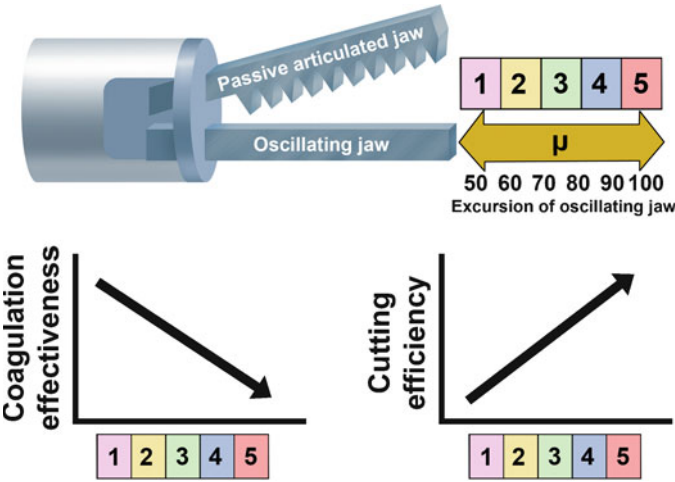 Passive articulated jaw
Oscillating jaw
1 2 3 4 5
μ
50 60 70 80 90 100
Excursion of oscillating jaw
Coagulation
effectiveness
1 2 3 4 5
Cutting
efficiency
1 2 3 4 5